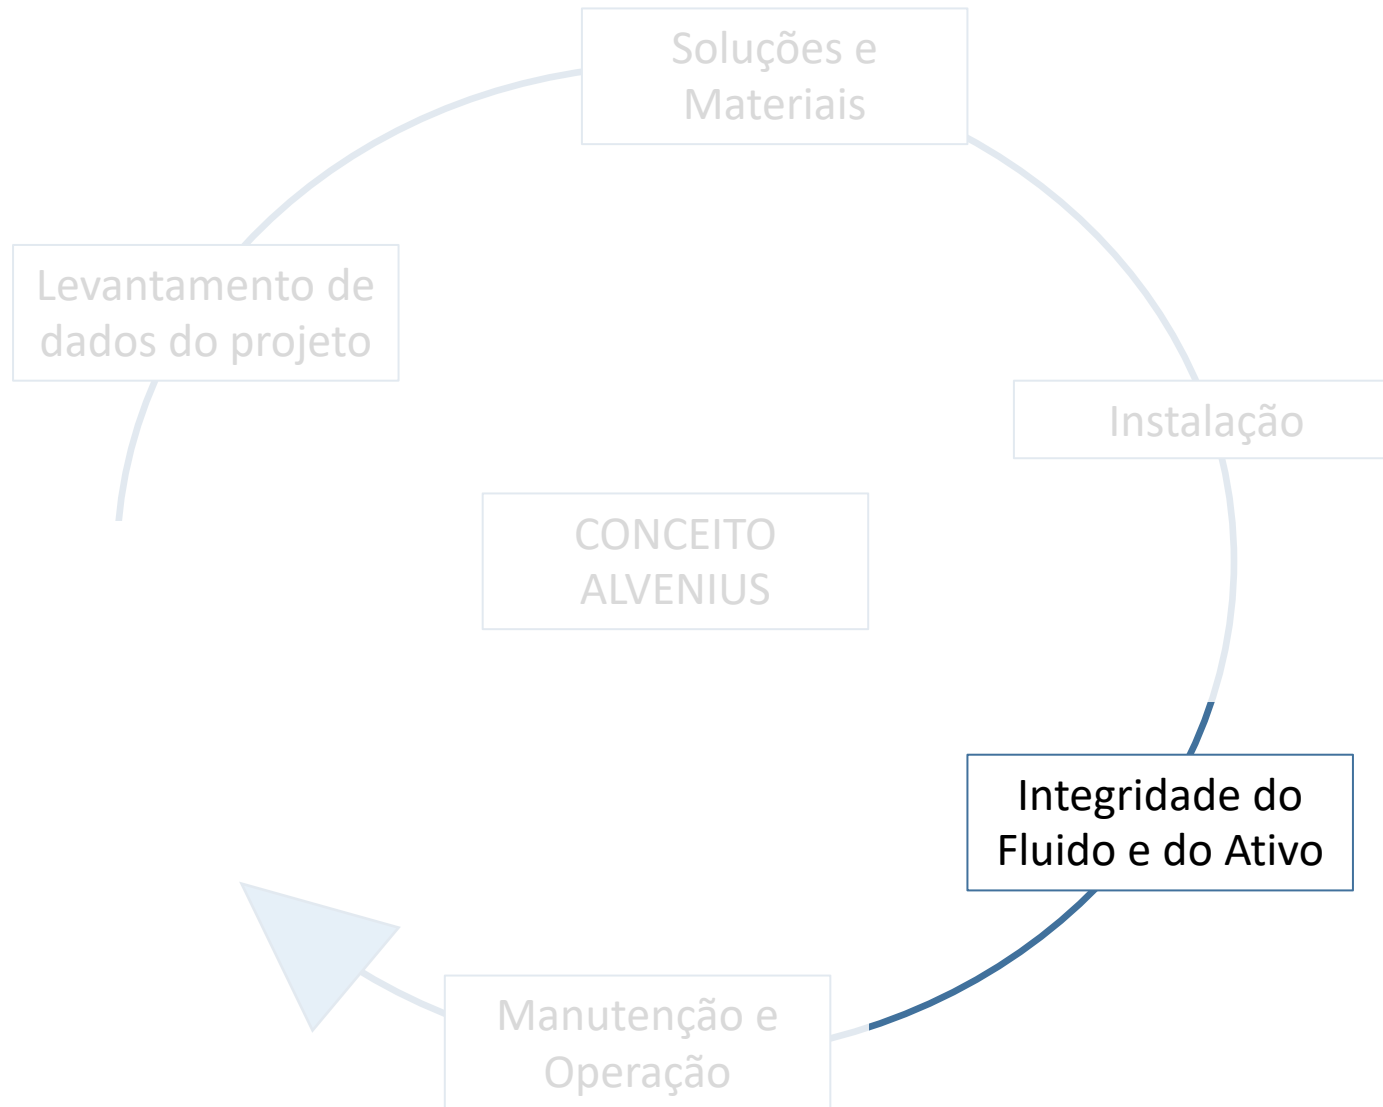 Soluções e
Materiais
Levantamento de
dados do projeto
Instalação
CONCEITO
ALVENIUS
Integridade do
Fluido e do Ativo
Manutenção e
Operação